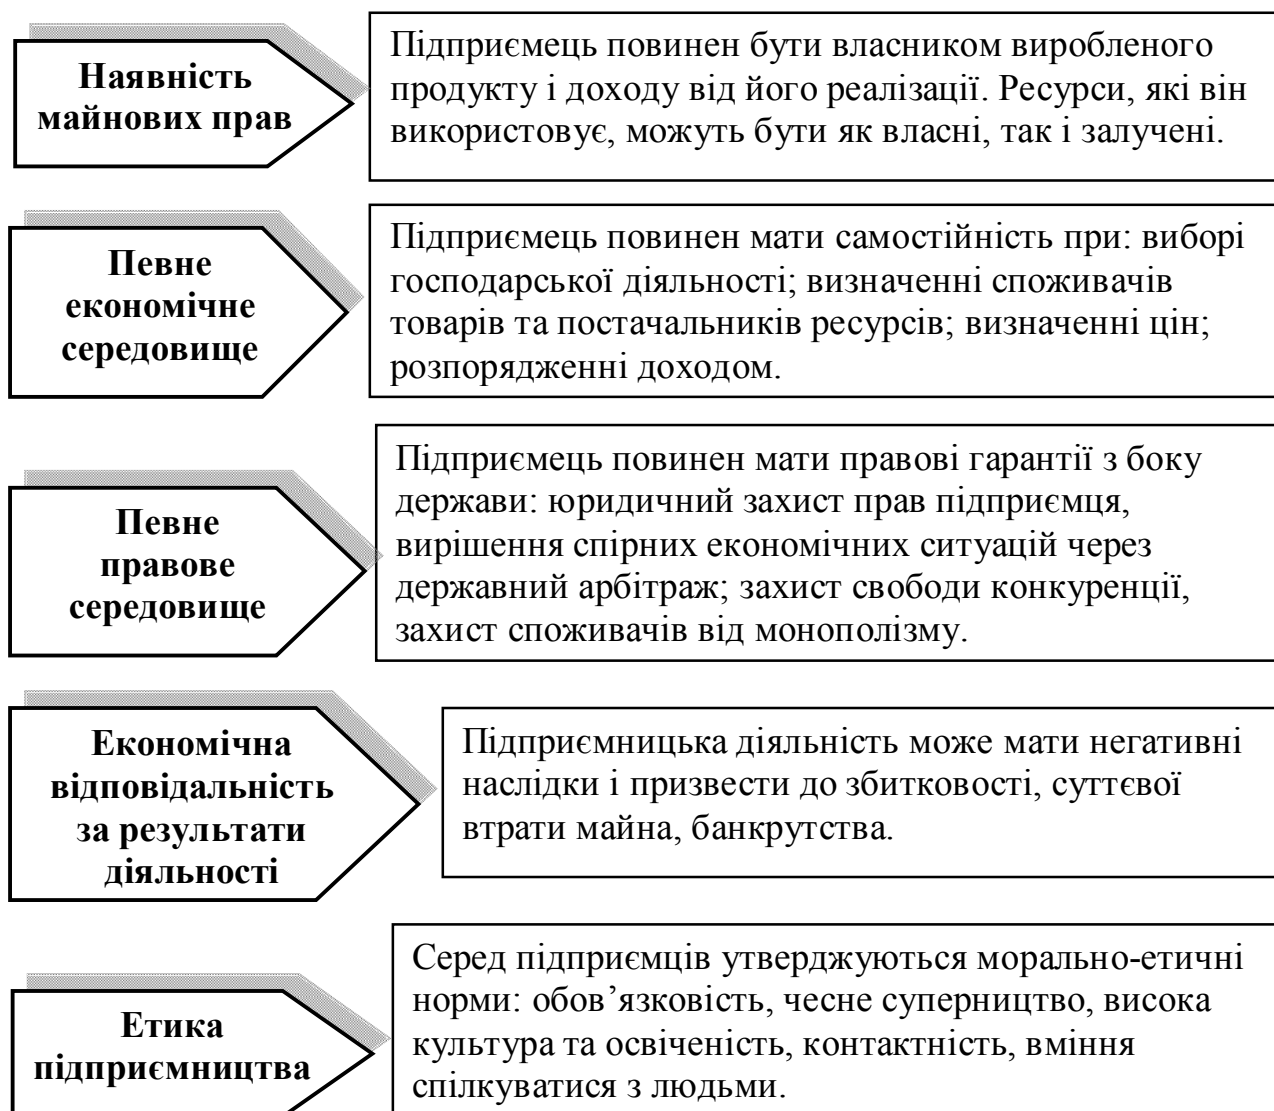 Наявність
майнових прав
Підприємець повинен бути власником виробленого
продукту і доходу від його реалізації. Ресурси, які він
використовує, можуть бути як власні, так і залучені.
Певне
економічне
середовище
Підприємець повинен мати самостійність при: виборі
господарської діяльності; визначенні споживачів
товарів та постачальників ресурсів; визначенні цін;
розпорядженні доходом.
Певне
правове
середовище
Підприємець повинен мати правові гарантії з боку
держави: юридичний захист прав підприємця,
вирішення спірних економічних ситуацій через
державний арбітраж; захист свободи конкуренції,
захист споживачів від монополізму.
Економічна
відповідальність
за результати
діяльності
Підприємницька діяльність може мати негативні
наслідки і призвести до збитковості, суттєвої
втрати майна, банкрутства.
Етика
підприємництва
Серед підприємців утверджуються морально-етичні
норми: обов’язковість, чесне суперництво, висока
культура та освіченість, контактність, вміння
спілкуватися з людьми.